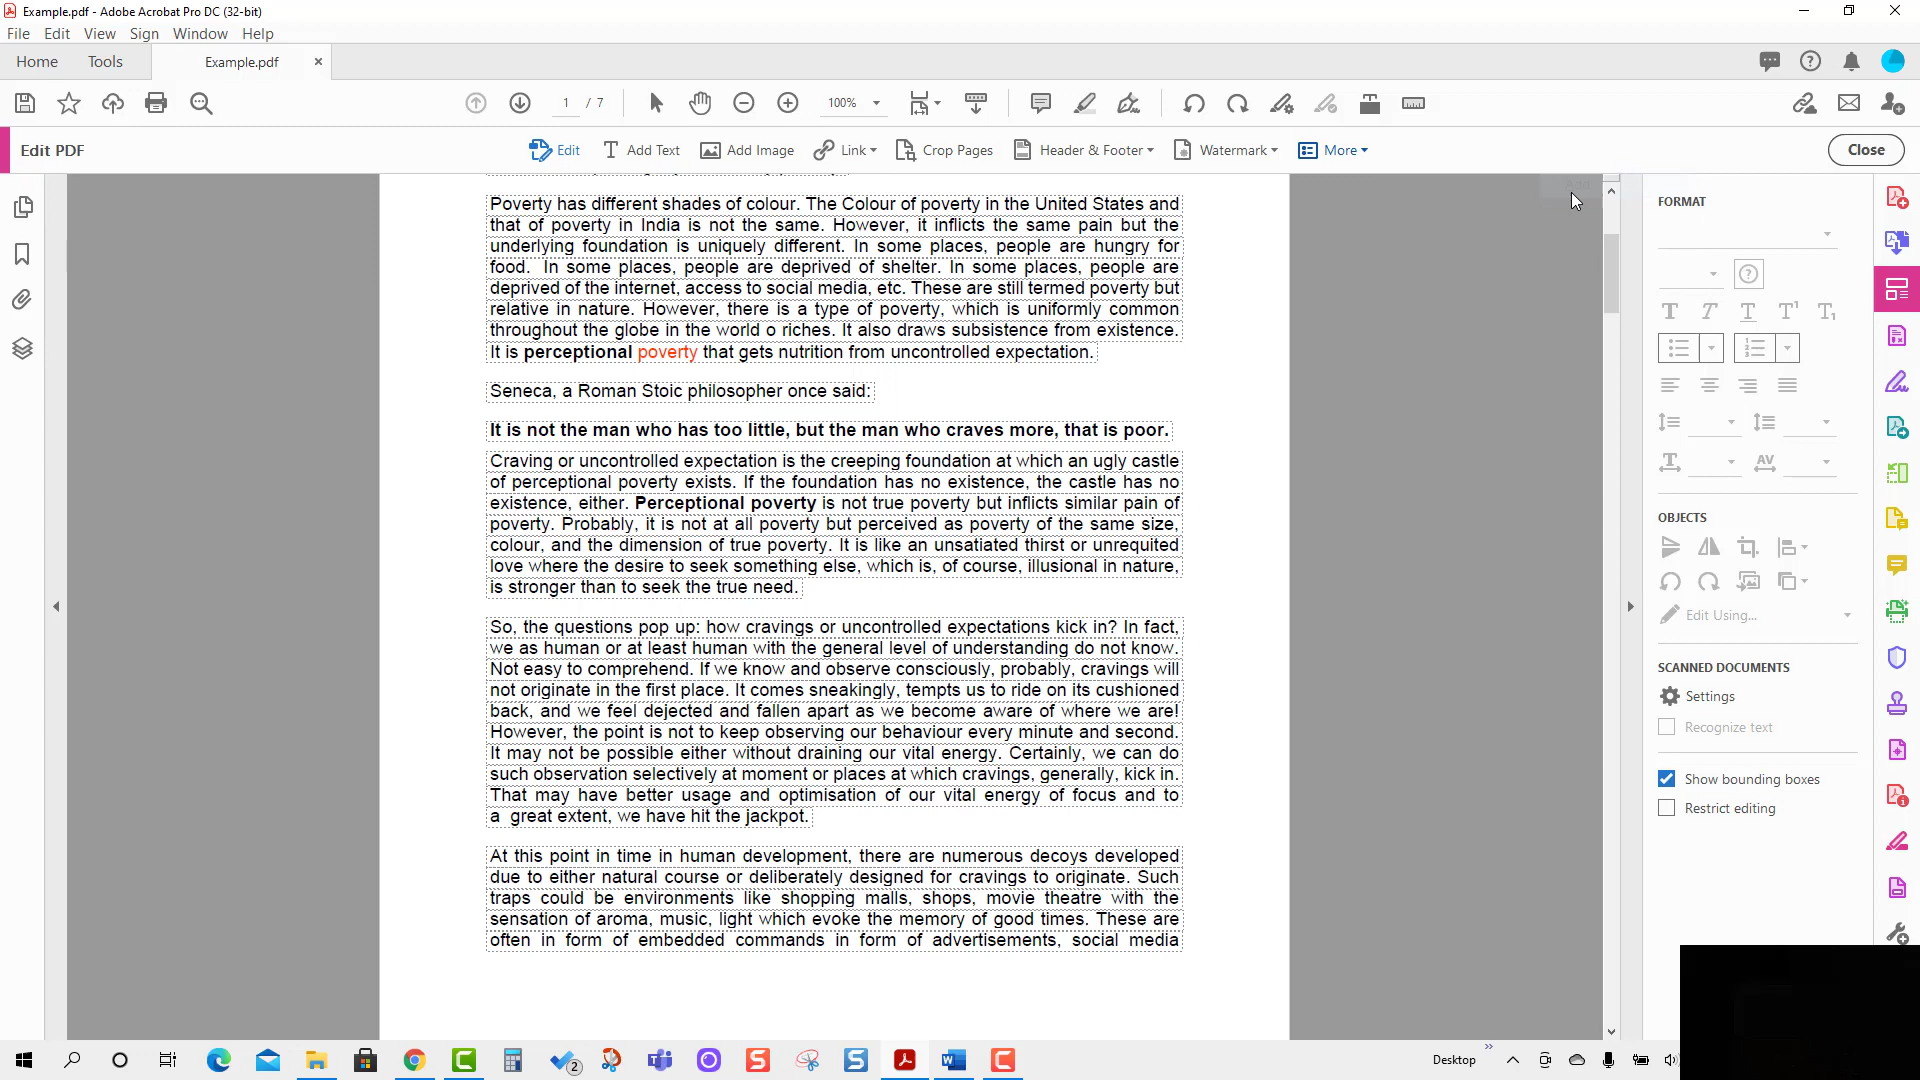 Example.pdf - Adobe Acrobat Pro DC (32-bit)
File Edit View Sign Window Help
Home Tools Example.pdf ×
1 / 7 100%
Edit PDF Edit Add Text Add Image Link Crop Pages Header & Footer Watermark More Close
Poverty has different shades of colour. The Colour of poverty in the United States and
that of poverty in India is not the same. However, it inflicts the same pain but the
underlying foundation is uniquely different. In some places, people are hungry for
food. In some places, people are deprived of shelter. In some places, people are
deprived of the internet, access to social media, etc. These are still termed poverty but
relative in nature. However, there is a type of poverty, which is uniformly common
throughout the globe in the world o riches. It also draws subsistence from existence.
It is perceptional poverty that gets nutrition from uncontrolled expectation.
Seneca, a Roman Stoic philosopher once said:
It is not the man who has too little, but the man who craves more, that is poor.
Craving or uncontrolled expectation is the creeping foundation at which an ugly castle
of perceptional poverty exists. If the foundation has no existence, the castle has no
existence, either. Perceptional poverty is not true poverty but inflicts similar pain of
poverty. Probably, it is not at all poverty but perceived as poverty of the same size,
colour, and the dimension of true poverty. It is like an unsatiated thirst or unrequited
love where the desire to seek something else, which is, of course, illusional in nature,
is stronger than to seek the true need.
So, the questions pop up: how cravings or uncontrolled expectations kick in? In fact,
we as human or at least human with the general level of understanding do not know.
Not easy to comprehend. If we know and observe consciously, probably, cravings will
not originate in the first place. It comes sneakingly, tempts us to ride on its cushioned
back, and we feel dejected and fallen apart as we become aware of where we are!
However, the point is not to keep observing our behaviour every minute and second.
It may not be possible either without draining our vital energy. Certainly, we can do
such observation selectively at moment or places at which cravings, generally, kick in.
That may have better usage and optimisation of our vital energy of focus and to
a great extent, we have hit the jackpot.
At this point in time in human development, there are numerous decoys developed
due to either natural course or deliberately designed for cravings to originate. Such
traps could be environments like shopping malls, shops, movie theatre with the
sensation of aroma, music, light which evoke the memory of good times. These are
often in form of embedded commands in form of advertisements, social media
FORMAT
OBJECTS
Edit Using...
SCANNED DOCUMENTS
Settings
Recognize text
Show bounding boxes
Restrict editing
2
Desktop